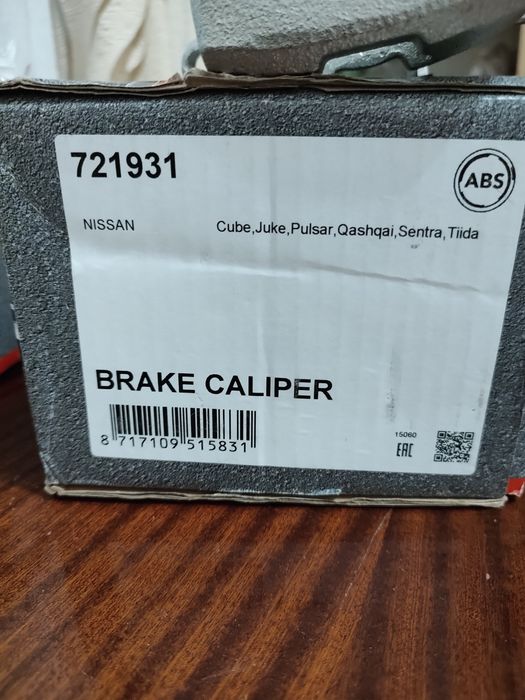 721931
ABS
NISSAN Cube,Juke,Pulsar,Qashqai,Sentra,Tiida
BRAKE CALIPER
8 717109 515831
15060
EAC